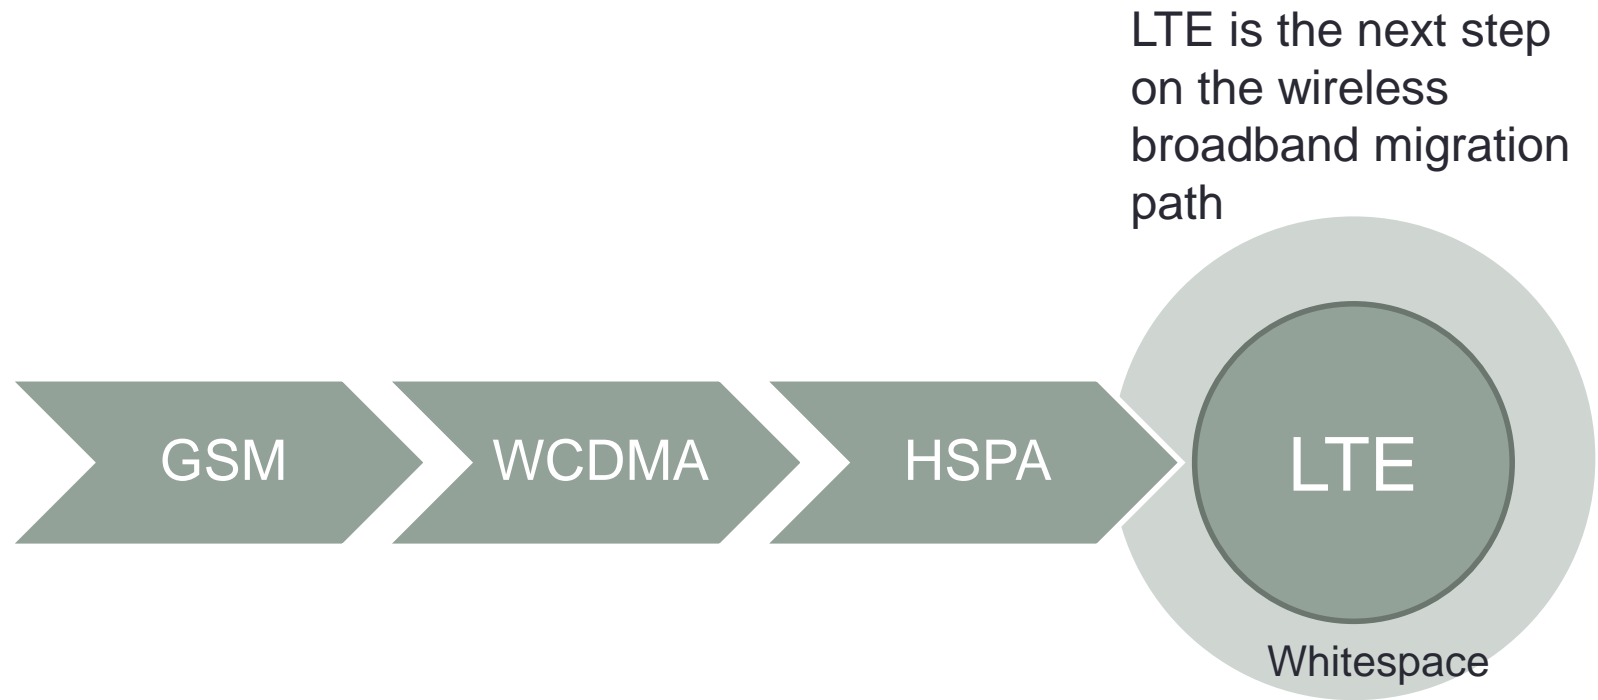 LTE is the next step
on the wireless
broadband migration
path
GSM
WCDMA
HSPA
LTE
Whitespace